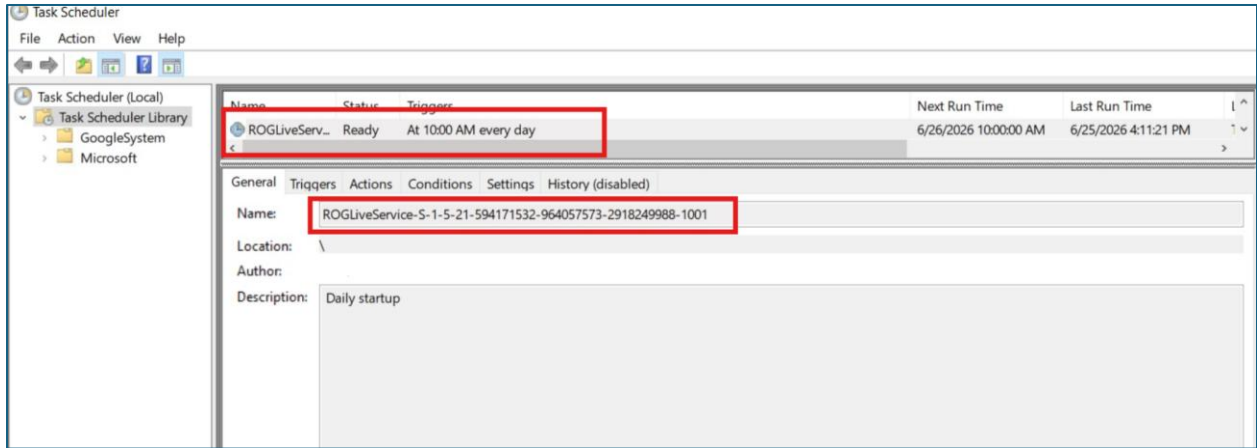 Task Scheduler
File Action View Help
Task Scheduler (Local)
Task Scheduler Library
GoogleSystem
Microsoft
Name Status Triggers Next Run Time Last Run Time L
ROGLiveServ... Ready At 10:00 AM every day 6/26/2026 10:00:00 AM 6/25/2026 4:11:21 PM
General Triggers Actions Conditions Settings History (disabled)
Name: ROGLiveService-S-1-5-21-594171532-964057573-2918249988-1001
Location: \
Author:
Description: Daily startup